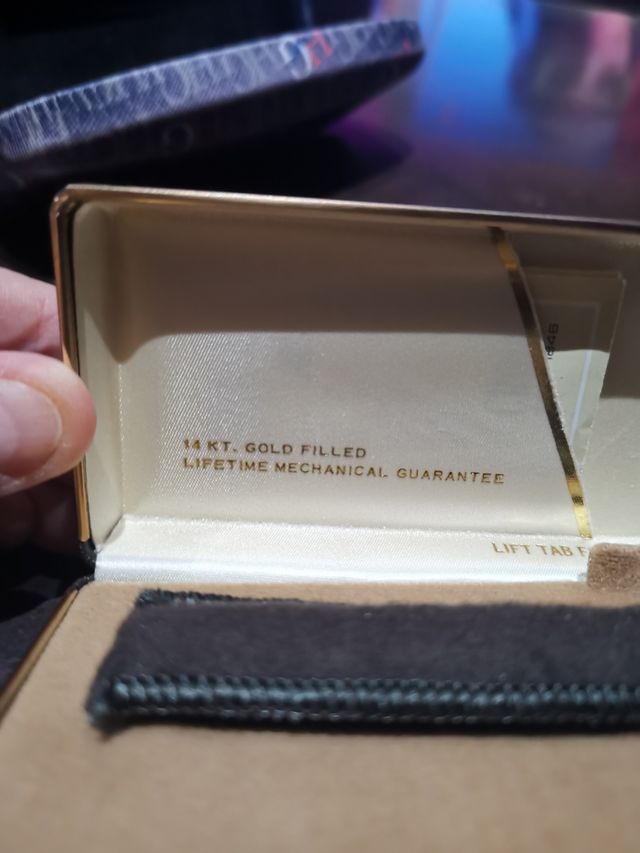 14 KT. GOLD FILLED
LIFETIME MECHANICAL GUARANTEE
LIFT TAB